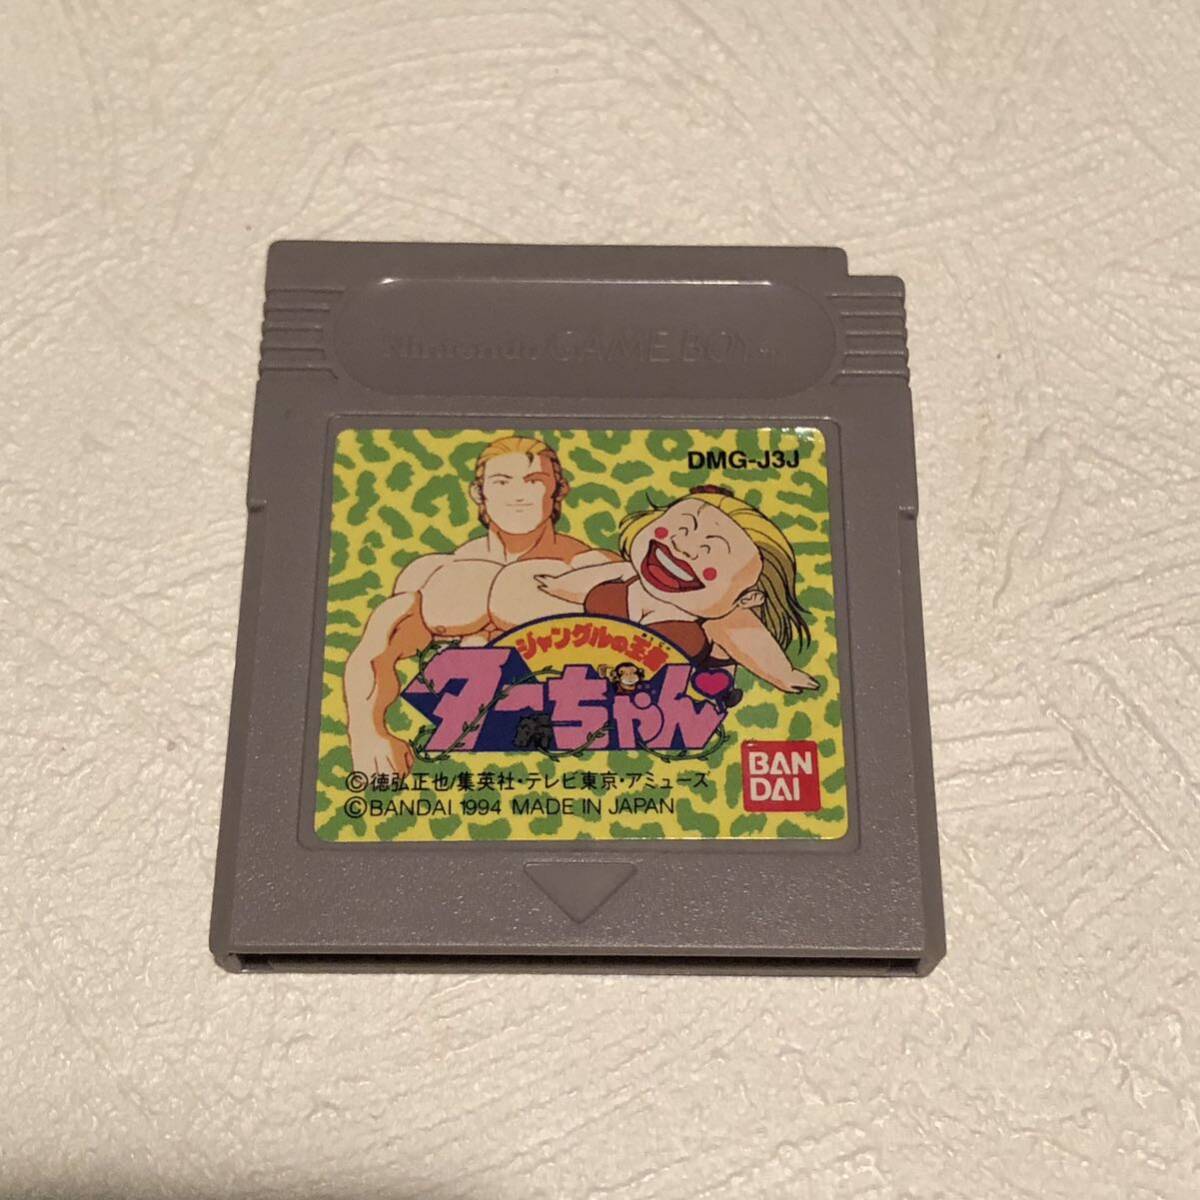 Nintendo GAME BOY
DMG-J3J
ジャングルの王者
ターちゃん
©徳弘正也/集英社・テレビ東京・アミューズ
©BANDAI 1994 MADE IN JAPAN
BAN
DAI